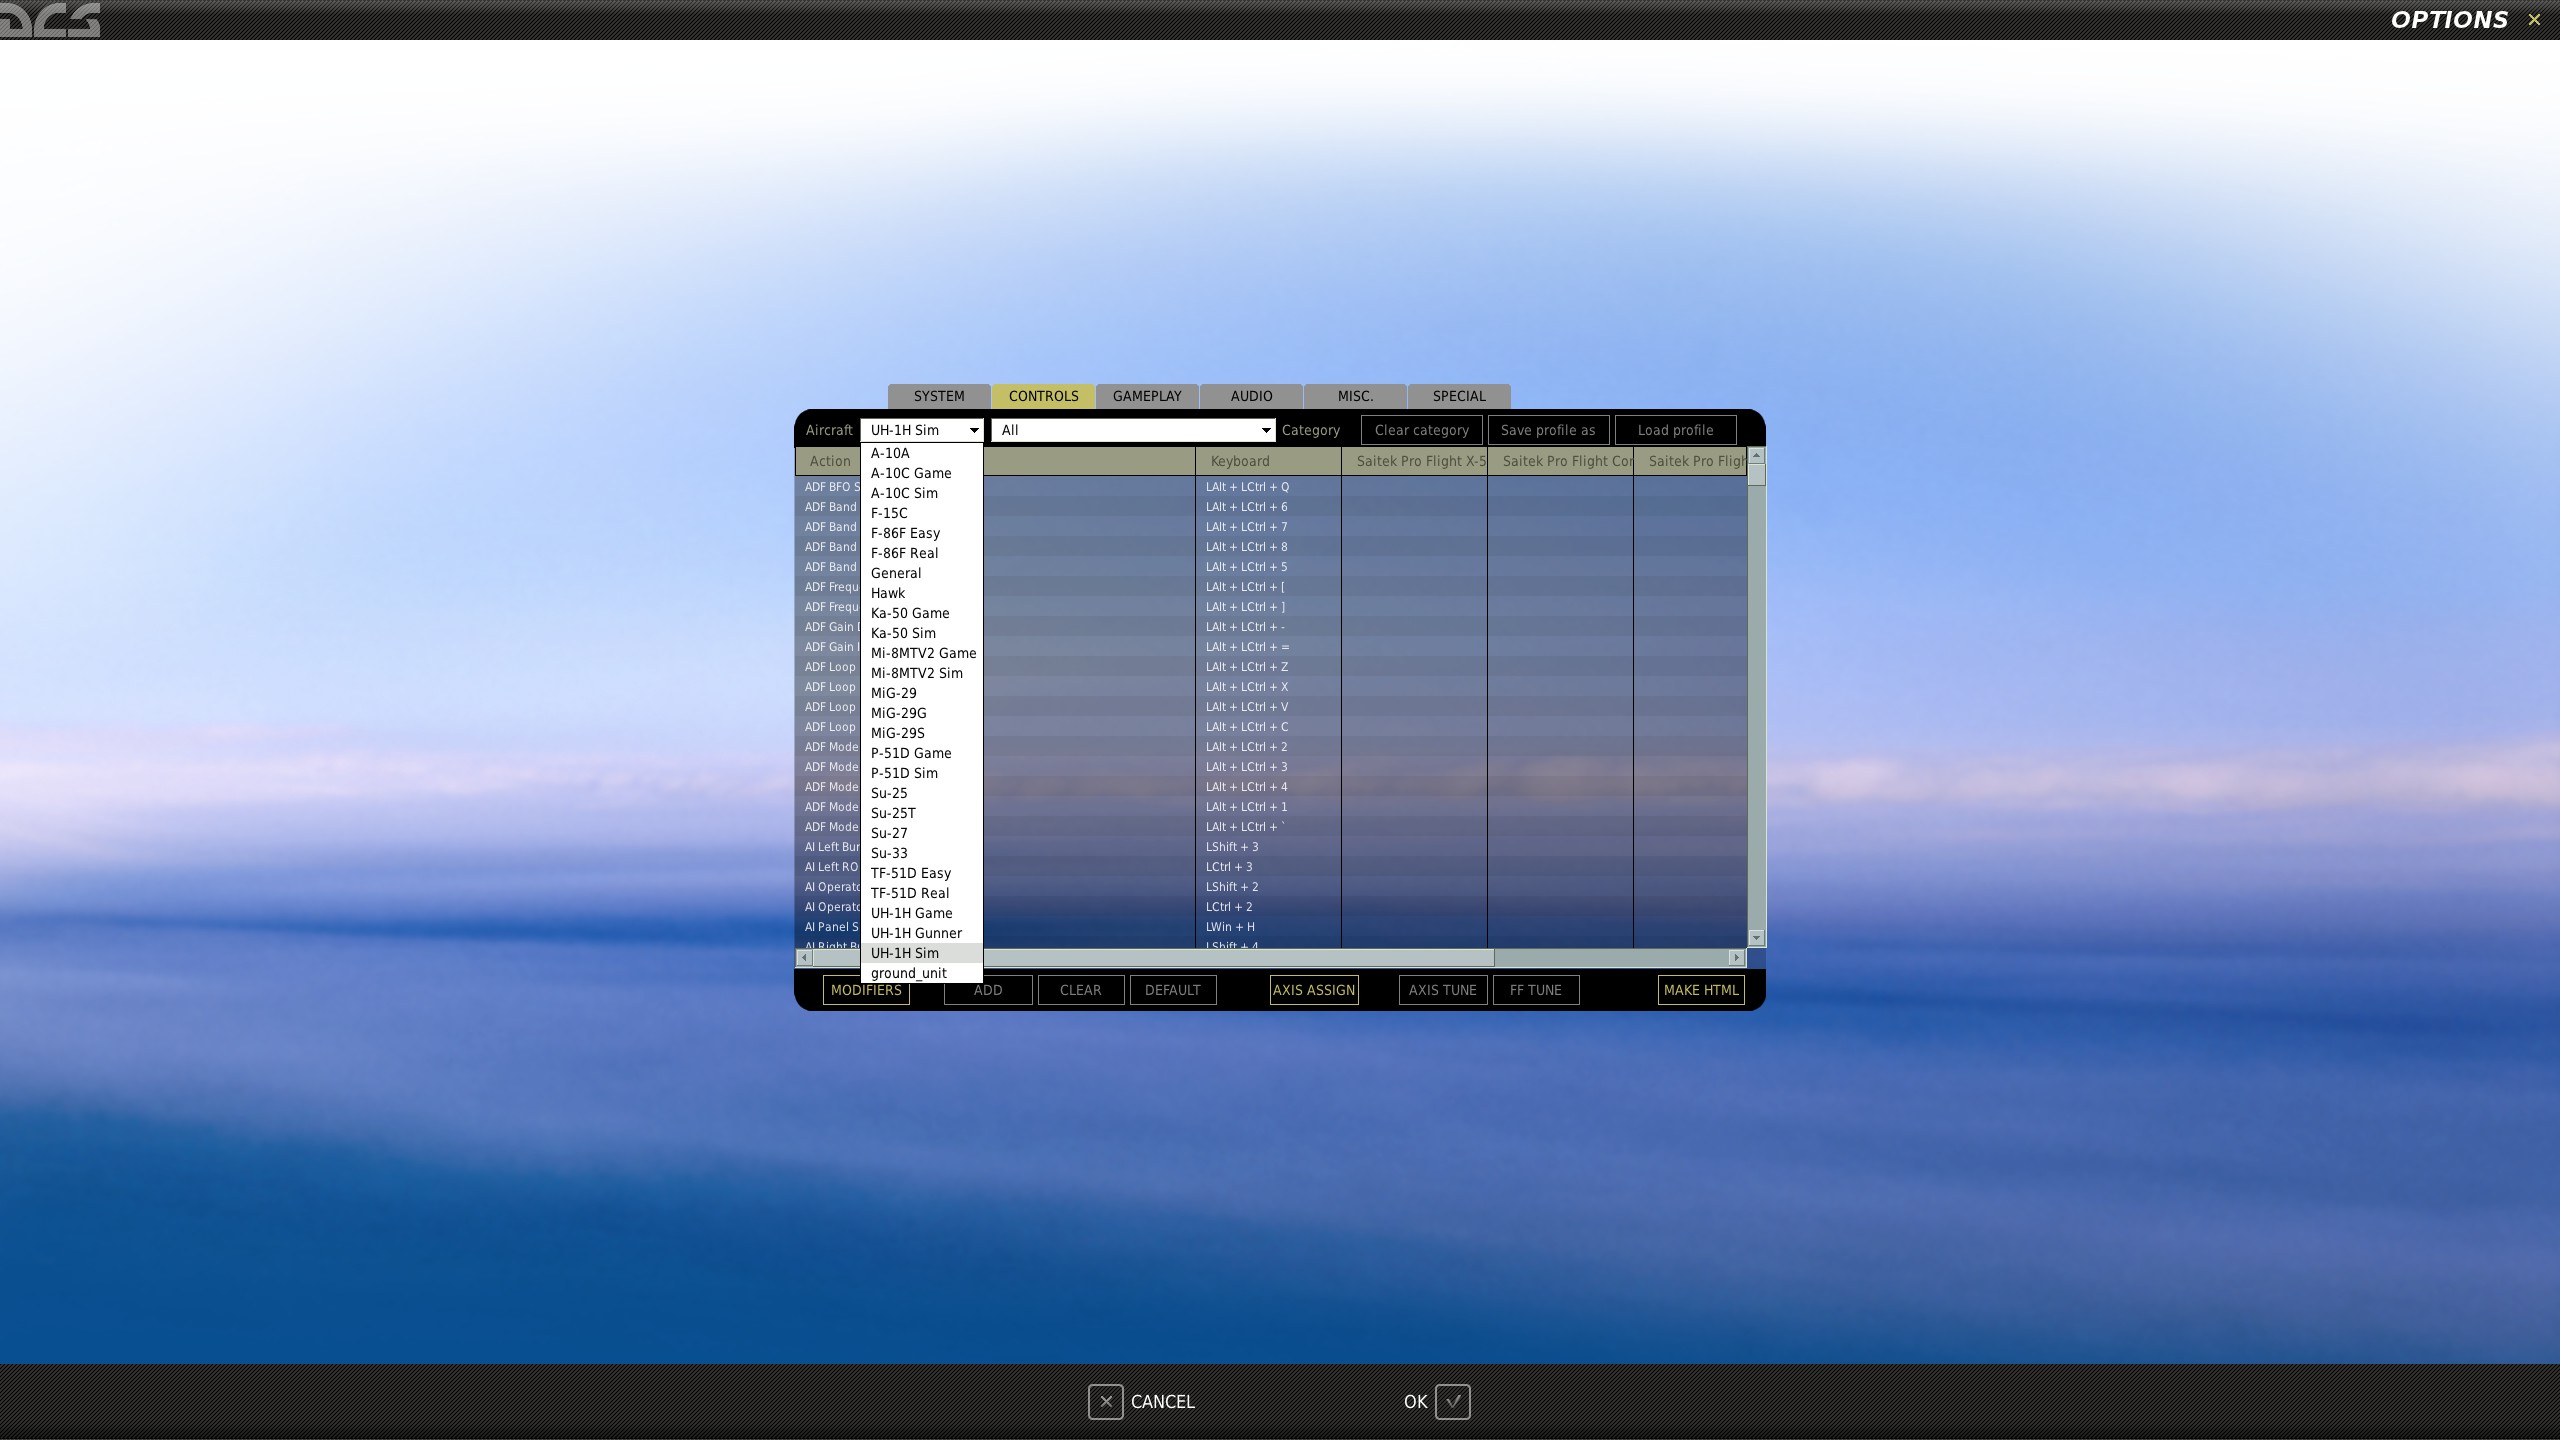 DCS
OPTIONS
SYSTEM CONTROLS GAMEPLAY AUDIO MISC. SPECIAL
Aircraft UH-1H Sim All Category Clear category Save profile as Load profile
Action Keyboard Saitek Pro Flight X-5 Saitek Pro Flight Cor Saitek Pro Fligh
A-10A
A-10C Game
A-10C Sim
F-15C
F-86F Easy
F-86F Real
General
Hawk
Ka-50 Game
Ka-50 Sim
Mi-8MTV2 Game
Mi-8MTV2 Sim
MiG-29
MiG-29G
MiG-29S
P-51D Game
P-51D Sim
Su-25
Su-25T
Su-27
Su-33
TF-51D Easy
TF-51D Real
UH-1H Game
UH-1H Gunner
UH-1H Sim
ground_unit
ADF BFO S LAlt + LCtrl + Q
ADF Band LAlt + LCtrl + 6
ADF Band LAlt + LCtrl + 7
ADF Band LAlt + LCtrl + 8
ADF Band LAlt + LCtrl + 5
ADF Frequ LAlt + LCtrl + [
ADF Frequ LAlt + LCtrl + ]
ADF Gain LAlt + LCtrl + -
ADF Gain LAlt + LCtrl + =
ADF Loop LAlt + LCtrl + Z
ADF Loop LAlt + LCtrl + X
ADF Loop LAlt + LCtrl + V
ADF Loop LAlt + LCtrl + C
ADF Mode LAlt + LCtrl + 2
ADF Mode LAlt + LCtrl + 3
ADF Mode LAlt + LCtrl + 4
ADF Mode LAlt + LCtrl + 1
ADF Mode LAlt + LCtrl + `
AI Left Bur LShift + 3
AI Left RO LCtrl + 3
AI Operato LShift + 2
AI Operato LCtrl + 2
AI Panel S LWin + H
AI Right Bu LShift + 4
MODIFIERS ADD CLEAR DEFAULT AXIS ASSIGN AXIS TUNE FF TUNE MAKE HTML
CANCEL OK